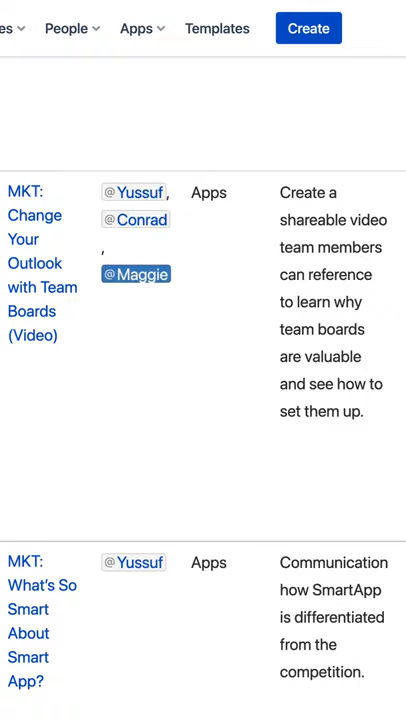 es People Apps Templates Create
MKT:
Change
Your
Outlook
with Team
Boards
(Video)
@Yussuf,
@Conrad
,
@Maggie
Apps
Create a
shareable video
team members
can reference
to learn why
team boards
are valuable
and see how to
set them up.
MKT:
What's So
Smart
About
Smart
App?
@Yussuf
Apps
Communication
how SmartApp
is differentiated
from the
competition.